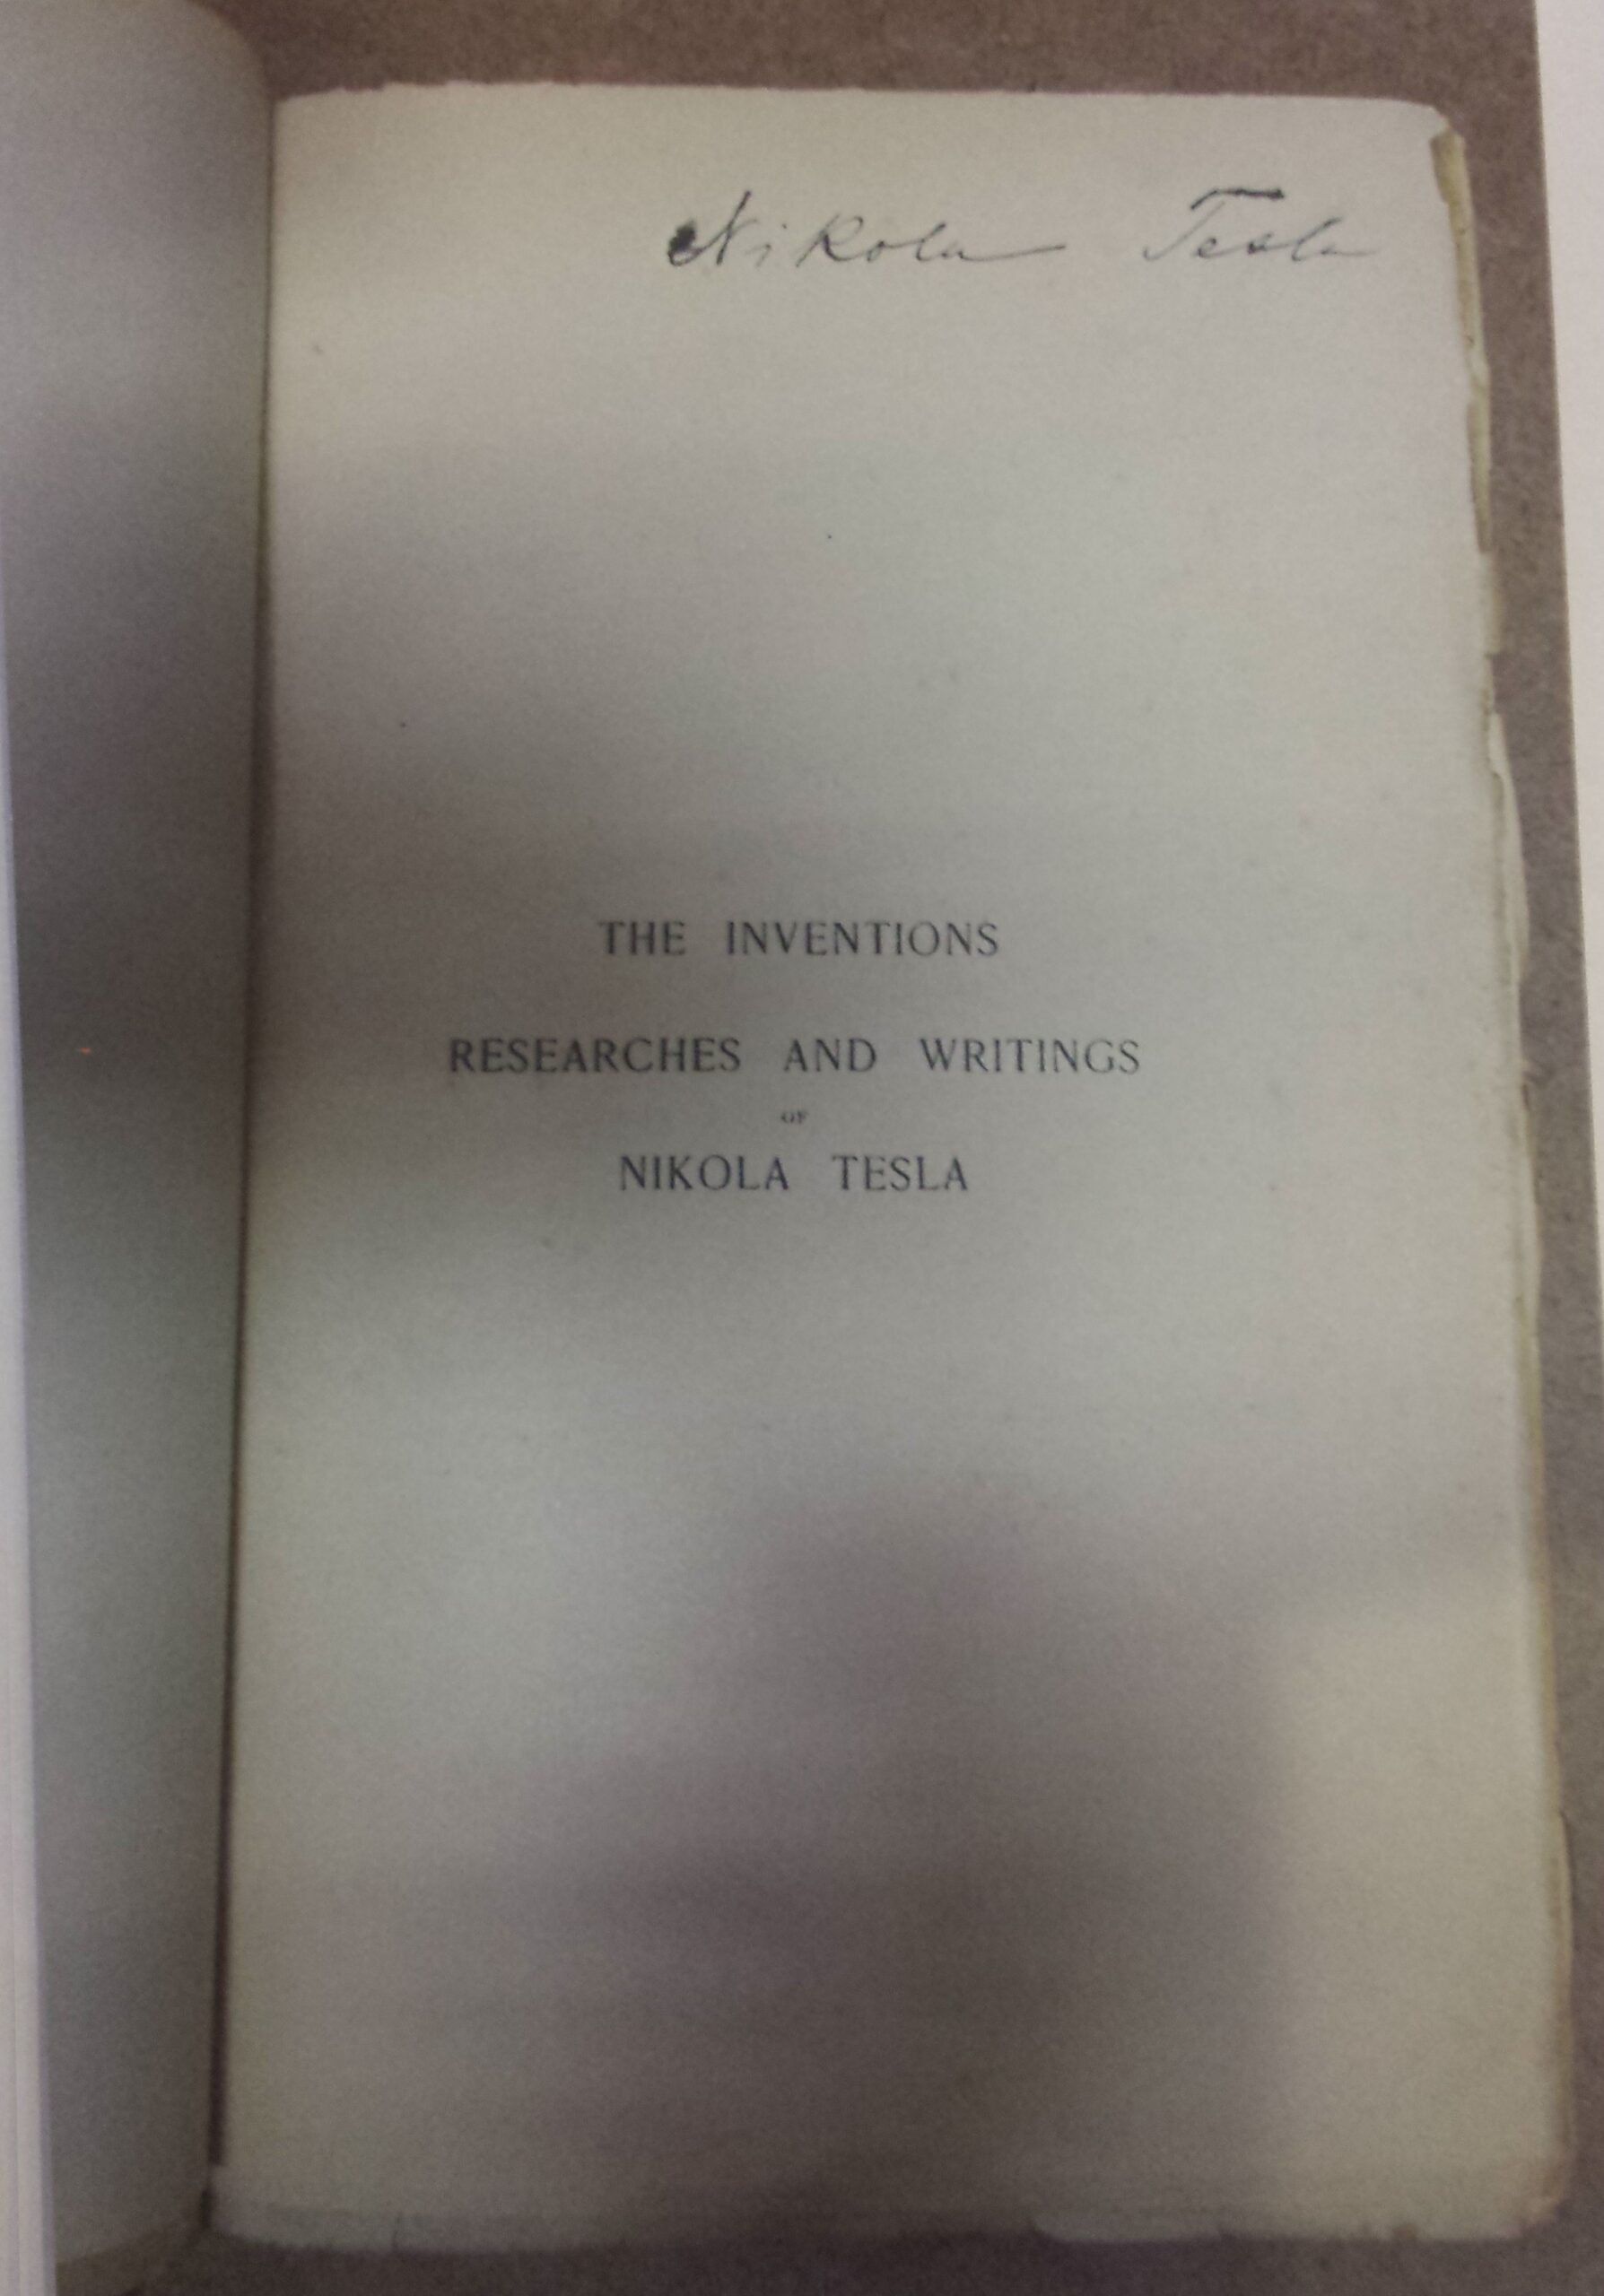 Nikola Tesla
THE INVENTIONS
RESEARCHES AND WRITINGS
OF
NIKOLA TESLA